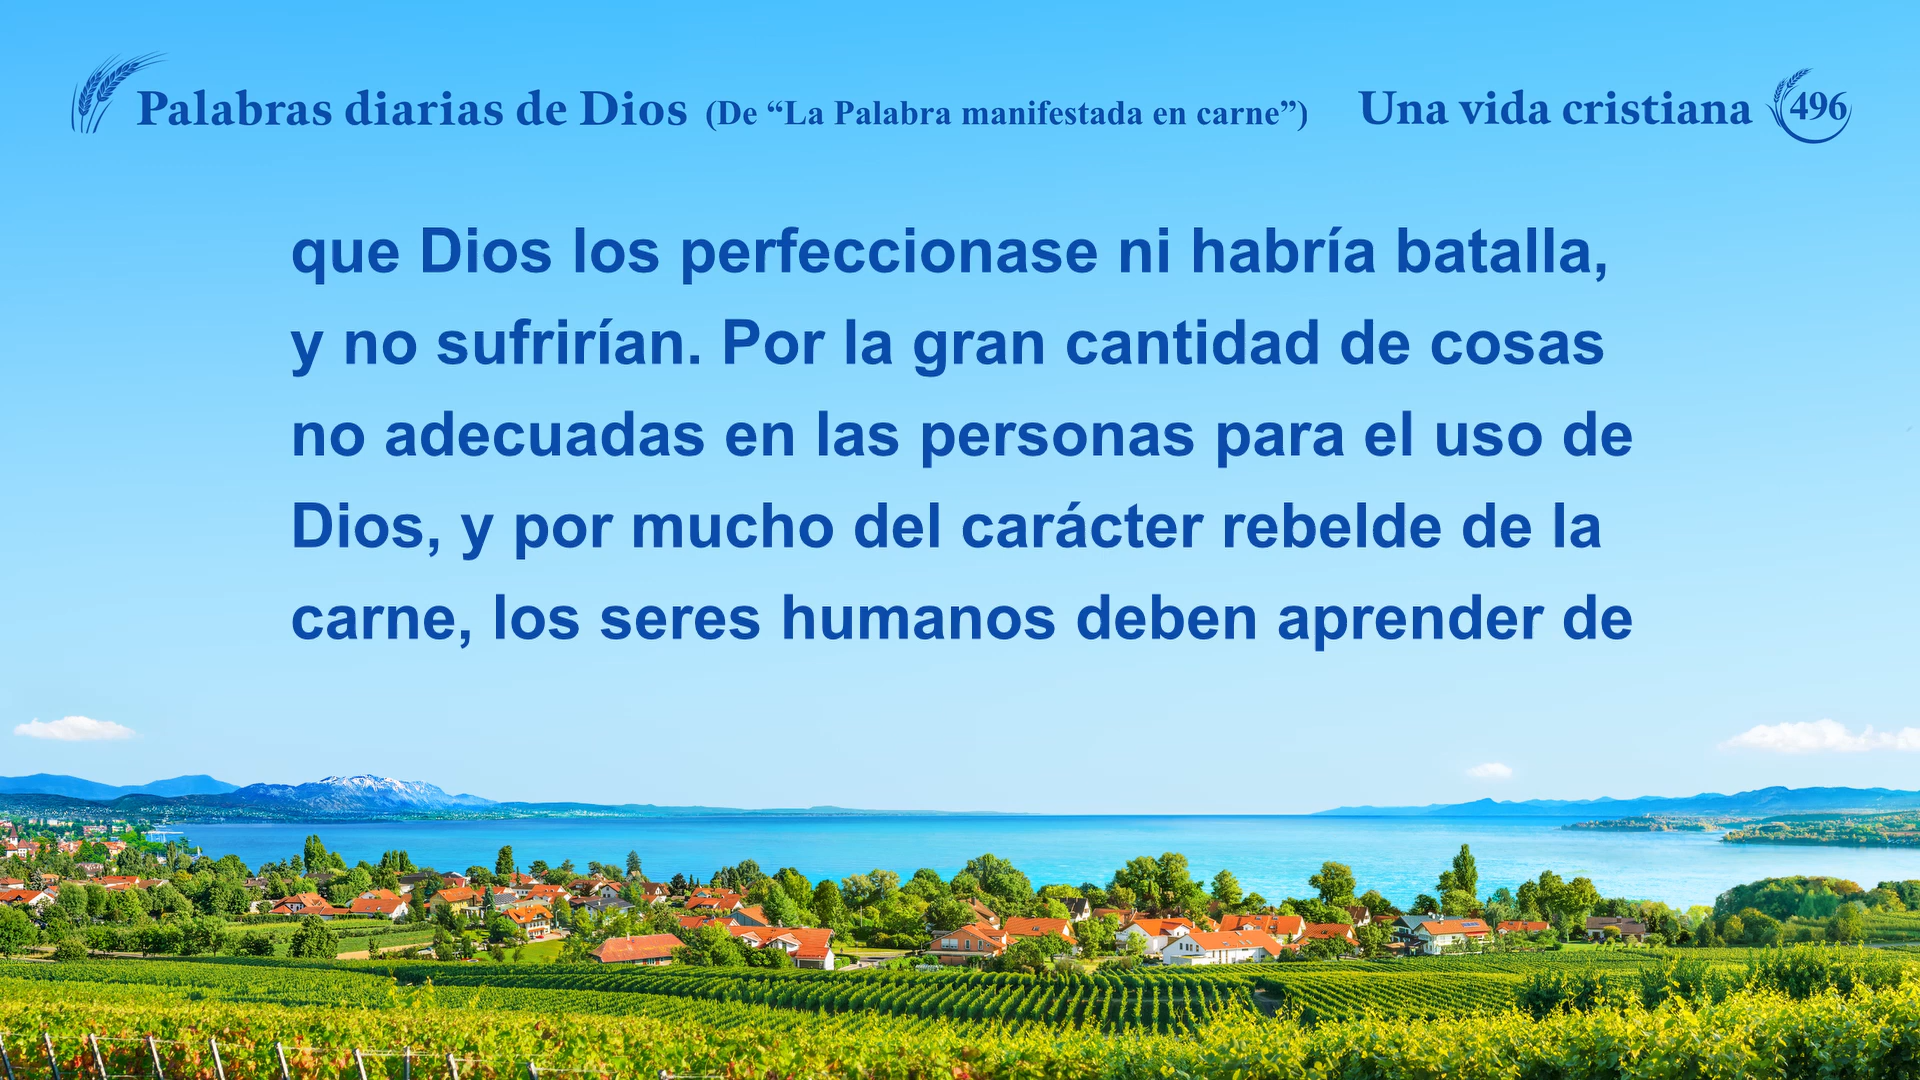 Palabras diarias de Dios (De “La Palabra manifestada en carne”) Una vida cristiana 496
que Dios los perfeccionase ni habría batalla,
y no sufrirían. Por la gran cantidad de cosas
no adecuadas en las personas para el uso de
Dios, y por mucho del carácter rebelde de la
carne, los seres humanos deben aprender de